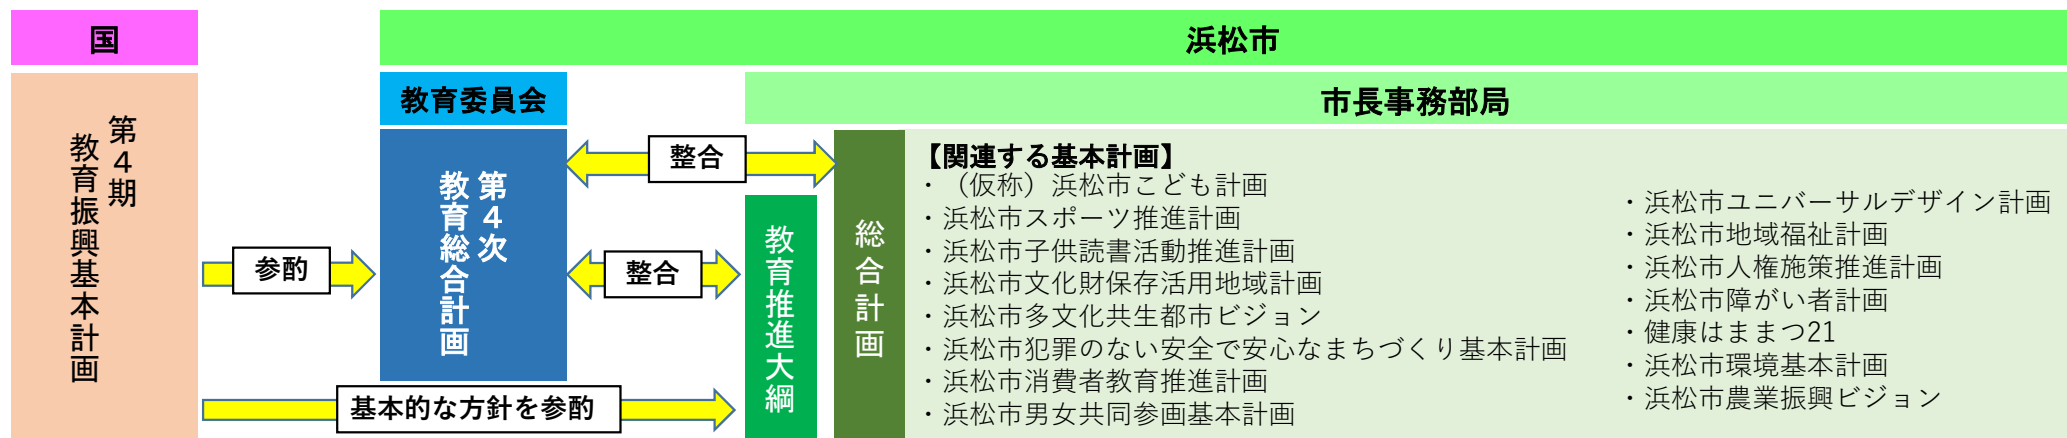 国
浜松市
教育委員会
市長事務部局
第４期
教育振興基本計画
参酌
基本的な方針を参酌
第４次
教育総合計画
整合
整合
教育推進大綱
総合計画
【関連する基本計画】
・（仮称）浜松市こども計画
・浜松市スポーツ推進計画
・浜松市子供読書活動推進計画
・浜松市文化財保存活用地域計画
・浜松市多文化共生都市ビジョン
・浜松市犯罪のない安全で安心なまちづくり基本計画
・浜松市消費者教育推進計画
・浜松市男女共同参画基本計画
・浜松市ユニバーサルデザイン計画
・浜松市地域福祉計画
・浜松市人権施策推進計画
・浜松市障がい者計画
・健康はままつ21
・浜松市環境基本計画
・浜松市農業振興ビジョン